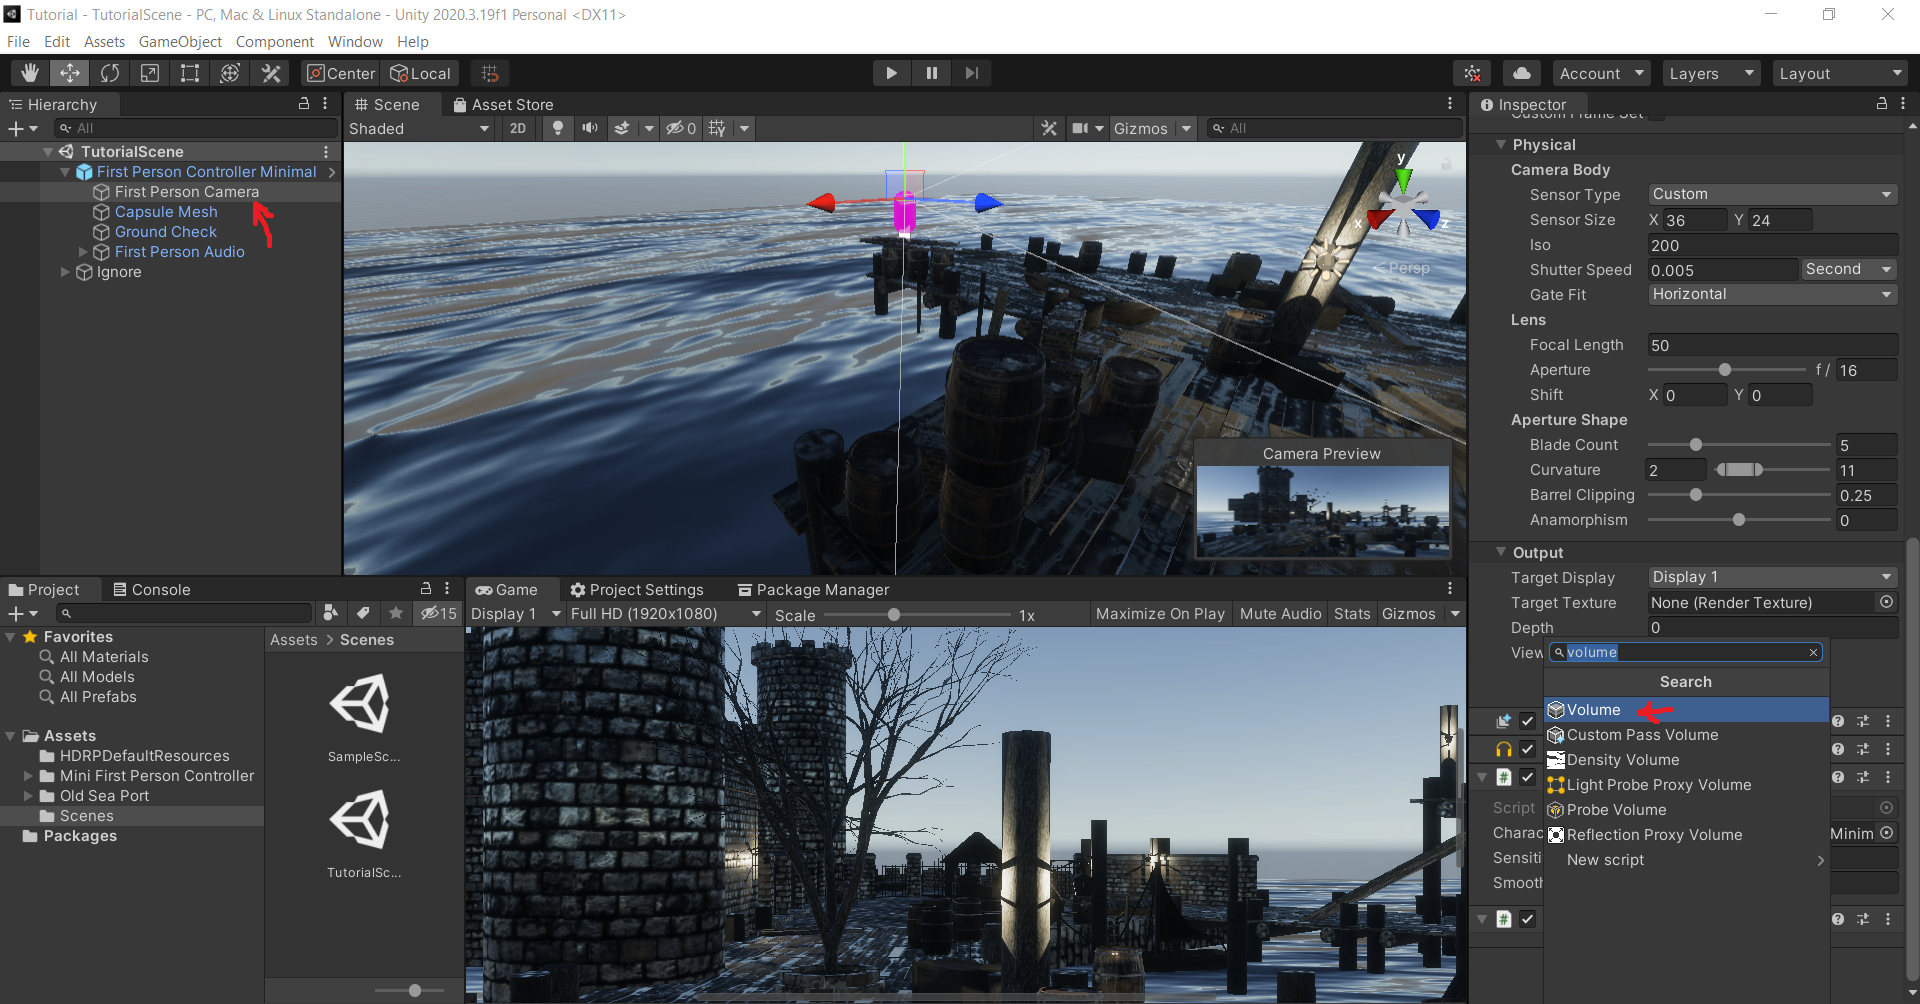 Tutorial - TutorialScene - PC, Mac & Linux Standalone - Unity 2020.3.19f1 Personal <DX11>
File Edit Assets GameObject Component Window Help
Center Local Account Layers Layout
Hierarchy
All
TutorialScene
First Person Controller Minimal
First Person Camera
Capsule Mesh
Ground Check
First Person Audio
Ignore
Scene Asset Store
Shaded 2D 0 Gizmos All
y
x
z
Persp
Camera Preview
Inspector
Custom Frame Set
Physical
Camera Body
Sensor Type Custom
Sensor Size X 36 Y 24
Iso 200
Shutter Speed 0.005 Second
Gate Fit Horizontal
Lens
Focal Length 50
Aperture f / 16
Shift X 0 Y 0
Aperture Shape
Blade Count 5
Curvature 2 11
Barrel Clipping 0.25
Anamorphism 0
Output
Target Display Display 1
Target Texture None (Render Texture)
Depth 0
View
volume
Search
Volume
Custom Pass Volume
Density Volume
Light Probe Proxy Volume
Probe Volume
Reflection Proxy Volume
New script
Script
Charac Minim
Sensiti
Smooth
Project Console
15
Favorites
All Materials
All Models
All Prefabs
Assets
HDRPDefaultResources
Mini First Person Controller
Old Sea Port
Scenes
Packages
Assets > Scenes
SampleSc...
TutorialSc...
Game Project Settings Package Manager
Display 1 Full HD (1920x1080) Scale 1x Maximize On Play Mute Audio Stats Gizmos